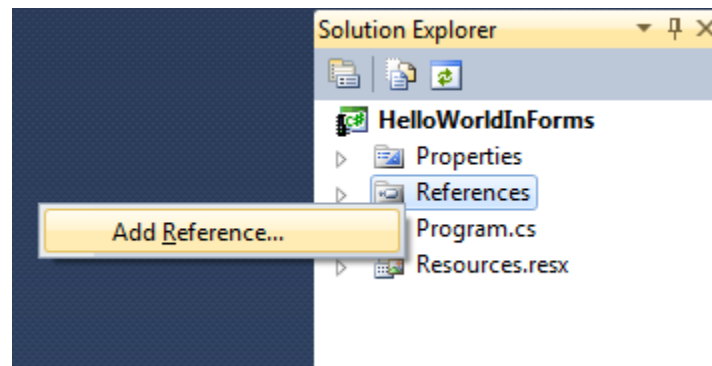 Solution Explorer
HelloWorldInForms
Properties
References
Add Reference...
Program.cs
Resources.resx